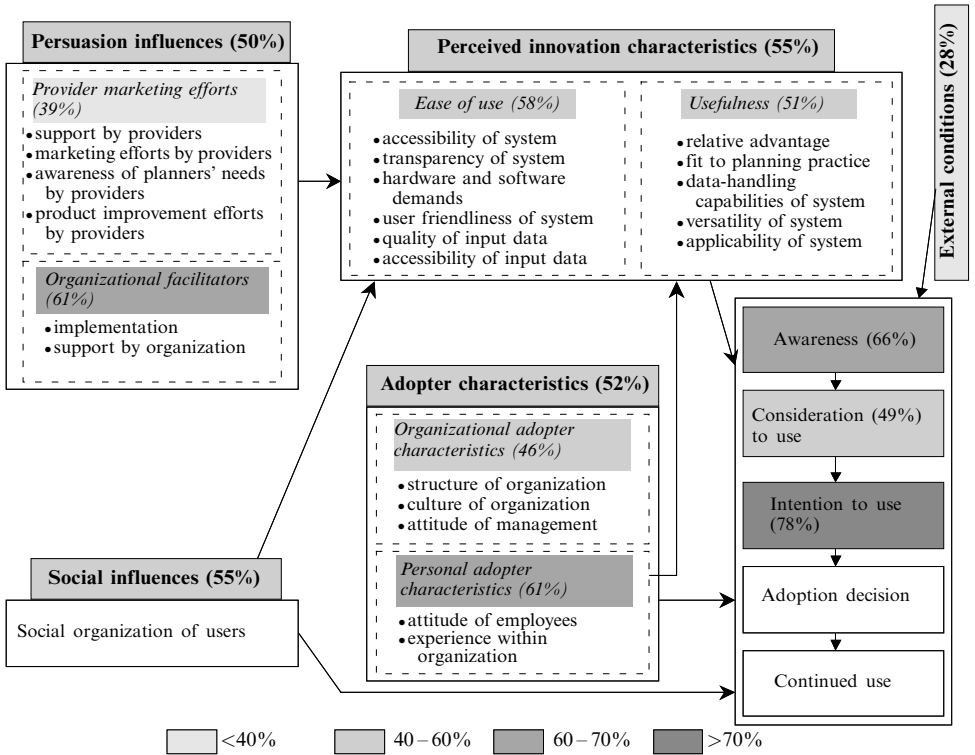 Persuasion influences (50%)
Provider marketing efforts
(39%)
• support by providers
• marketing efforts by providers
• awareness of planners' needs
by providers
• product improvement efforts
by providers
Organizational facilitators
(61%)
• implementation
• support by organization
Perceived innovation characteristics (55%)
Ease of use (58%)
• accessibility of system
• transparency of system
• hardware and software
demands
• user friendliness of system
• quality of input data
• accessibility of input data
Usefulness (51%)
• relative advantage
• fit to planning practice
• data-handling
capabilities of system
• versatility of system
• applicability of system
External conditions (28%)
Adopter characteristics (52%)
Organizational adopter
characteristics (46%)
• structure of organization
• culture of organization
• attitude of management
Personal adopter
characteristics (61%)
• attitude of employees
• experience within
organization
Social influences (55%)
Social organization of users
Awareness (66%)
Consideration (49%)
to use
Intention to use
(78%)
Adoption decision
Continued use
<40%
40–60%
60–70%
>70%